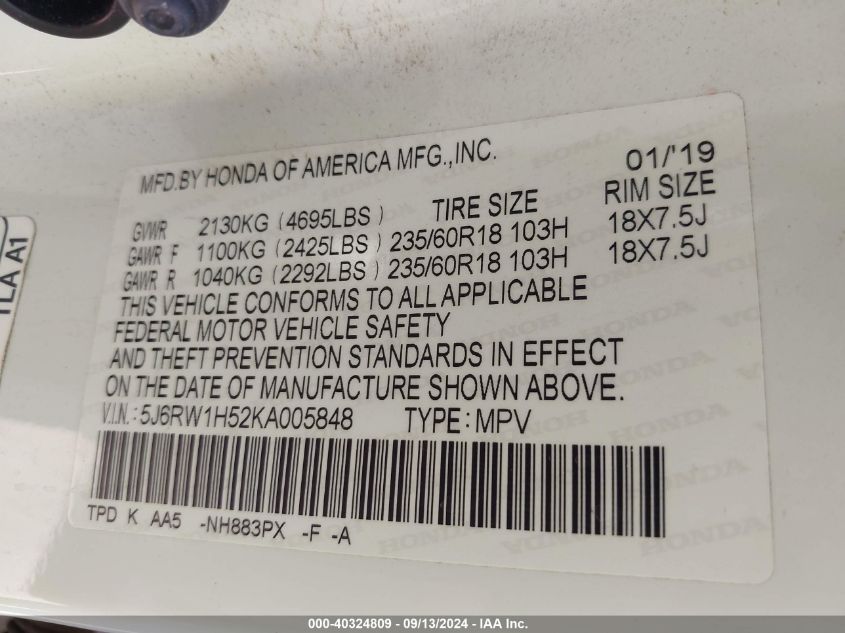 MFD.BY HONDA OF AMERICA MFG.,INC. 01/'19
TIRE SIZE RIM SIZE
GVWR 2130KG (4695LBS)
GAWR F 1100KG (2425LBS) 235/60R18 103H 18X7.5J
GAWR R 1040KG (2292LBS) 235/60R18 103H 18X7.5J
THIS VEHICLE CONFORMS TO ALL APPLICABLE
FEDERAL MOTOR VEHICLE SAFETY
AND THEFT PREVENTION STANDARDS IN EFFECT
ON THE DATE OF MANUFACTURE SHOWN ABOVE.
V.I.N.: 5J6RW1H52KA005848 TYPE: MPV
TPD K AA5 -NH883PX -F -A
TLA A1
000-40324809 - 09/13/2024 - IAA Inc.